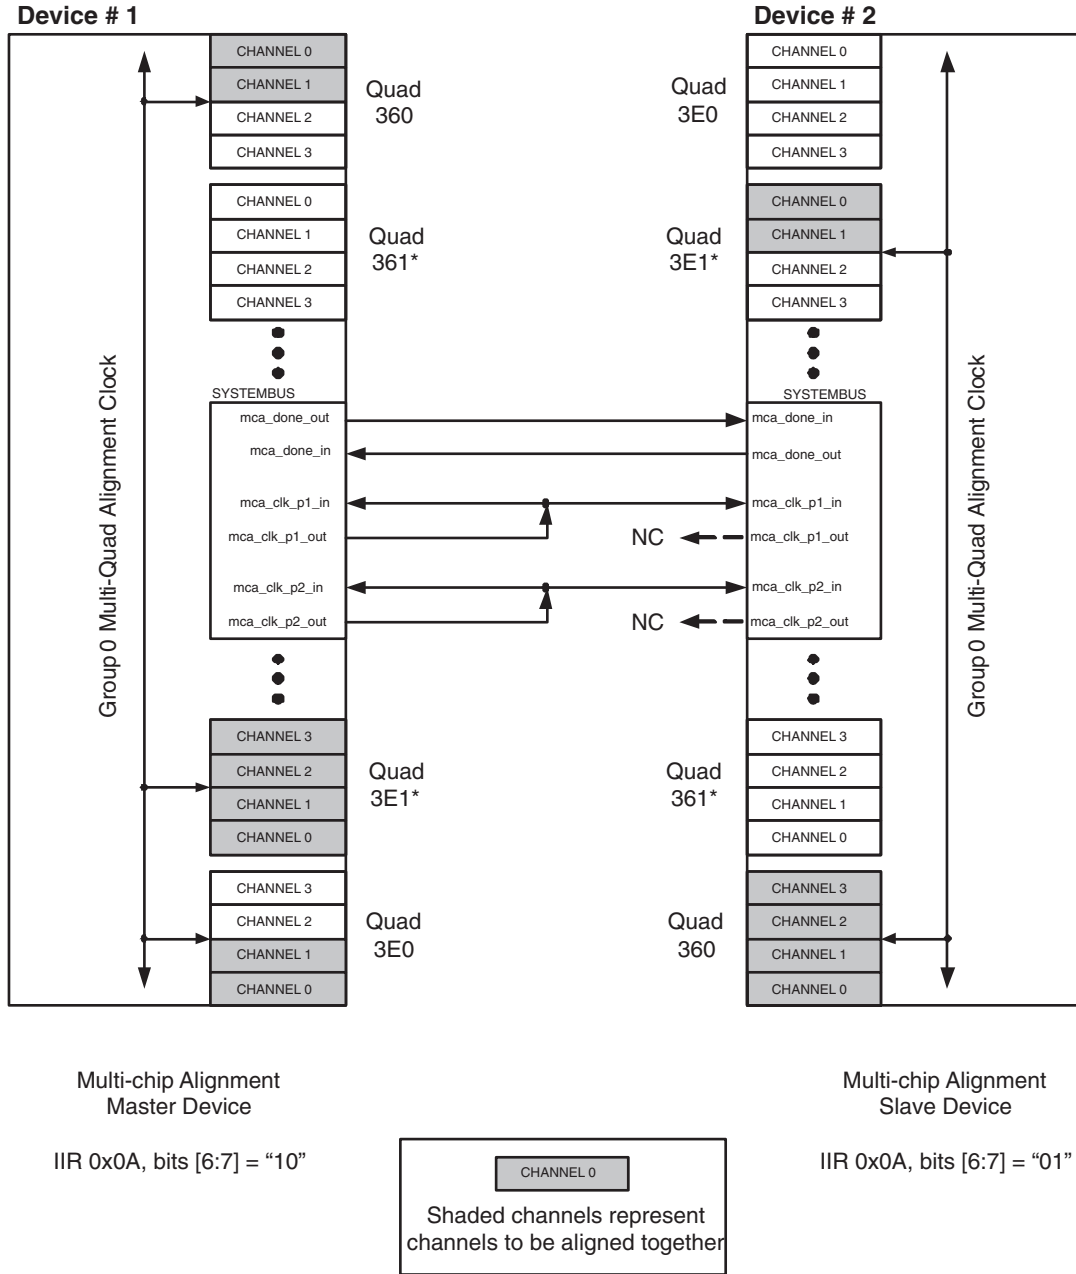 Device # 1
Device # 2
CHANNEL 0
CHANNEL 1
CHANNEL 2
CHANNEL 3
Quad
360
CHANNEL 0
CHANNEL 1
CHANNEL 2
CHANNEL 3
Quad
361*
Quad
3E0
CHANNEL 0
CHANNEL 1
CHANNEL 2
CHANNEL 3
Quad
3E1*
CHANNEL 0
CHANNEL 1
CHANNEL 2
CHANNEL 3
Group 0 Multi-Quad Alignment Clock
SYSTEMBUS
mca_done_out
mca_done_in
mca_clk_p1_in
mca_clk_p1_out
mca_clk_p2_in
mca_clk_p2_out
NC
NC
SYSTEMBUS
mca_done_in
mca_done_out
mca_clk_p1_in
mca_clk_p1_out
mca_clk_p2_in
mca_clk_p2_out
Group 0 Multi-Quad Alignment Clock
CHANNEL 3
CHANNEL 2
CHANNEL 1
CHANNEL 0
Quad
3E1*
CHANNEL 3
CHANNEL 2
CHANNEL 1
CHANNEL 0
Quad
3E0
Quad
361*
CHANNEL 3
CHANNEL 2
CHANNEL 1
CHANNEL 0
Quad
360
CHANNEL 3
CHANNEL 2
CHANNEL 1
CHANNEL 0
Multi-chip Alignment
Master Device
IIR 0x0A, bits [6:7] = “10”
Multi-chip Alignment
Slave Device
IIR 0x0A, bits [6:7] = “01”
CHANNEL 0
Shaded channels represent
channels to be aligned together